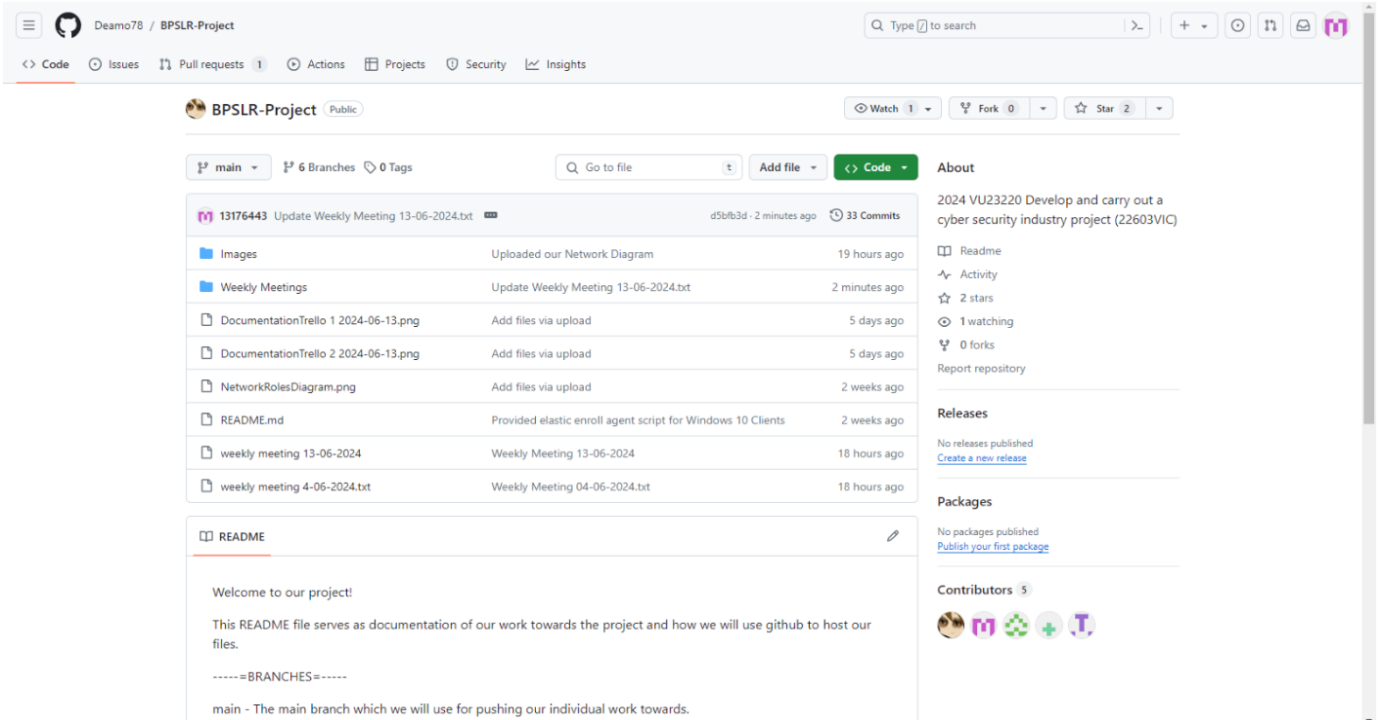 Deamo78 / BPSLR-Project
Type / to search
Code Issues Pull requests 1 Actions Projects Security Insights
BPSLR-Project Public
Watch 1 Fork 0 Star 2
main 6 Branches 0 Tags Go to file t Add file Code
13176443 Update Weekly Meeting 13-06-2024.txt d5bfb3d · 2 minutes ago 33 Commits
Images Uploaded our Network Diagram 19 hours ago
Weekly Meetings Update Weekly Meeting 13-06-2024.txt 2 minutes ago
DocumentationTrello 1 2024-06-13.png Add files via upload 5 days ago
DocumentationTrello 2 2024-06-13.png Add files via upload 5 days ago
NetworkRolesDiagram.png Add files via upload 2 weeks ago
README.md Provided elastic enroll agent script for Windows 10 Clients 2 weeks ago
weekly meeting 13-06-2024 Weekly Meeting 13-06-2024 18 hours ago
weekly meeting 4-06-2024.txt Weekly Meeting 04-06-2024.txt 18 hours ago
README
Welcome to our project!
This README file serves as documentation of our work towards the project and how we will use github to host our
files.
-----=BRANCHES=-----
main - The main branch which we will use for pushing our individual work towards.
About
2024 VU23220 Develop and carry out a
cyber security industry project (22603VIC)
Readme
Activity
2 stars
1 watching
0 forks
Report repository
Releases
No releases published
Create a new release
Packages
No packages published
Publish your first package
Contributors 5